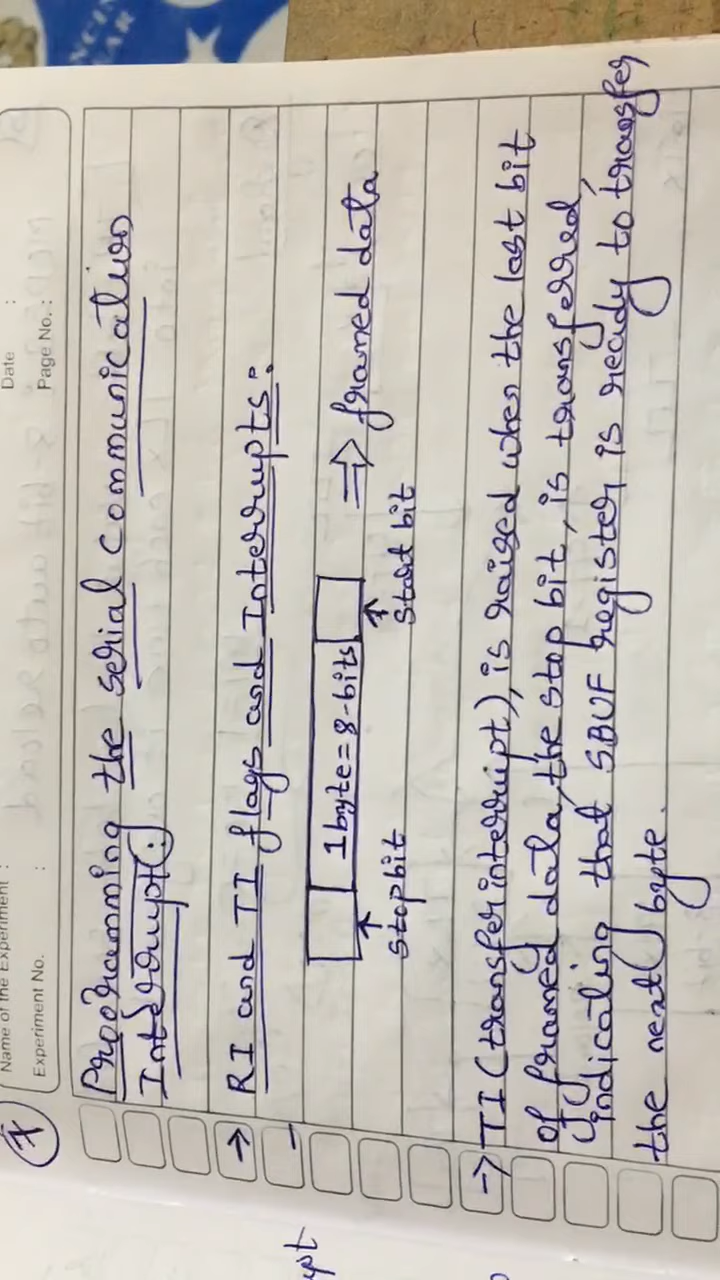 Name of the Experiment :
Date :
Experiment No. :
Page No. :
7
Programming the serial communication
Interrupt:
→ RI and TI flags and Interrupts:
- 1 byte = 8-bits ⇒ framed data
stop bit ↑ start bit ↑
→ TI (transfer interrupt), is raised when the last bit
of framed data, the stop bit, is transferred,
indicating that SBUF register is ready to transfer
the next byte.